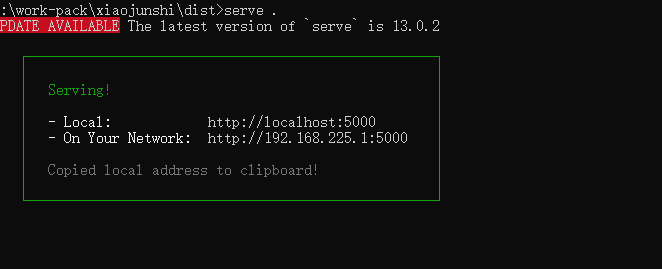 :\work-pack\xiaojunshi\dist>serve .
PDATE AVAILABLE The latest version of `serve` is 13.0.2
Serving!
- Local: http://localhost:5000
- On Your Network: http://192.168.225.1:5000
Copied local address to clipboard!